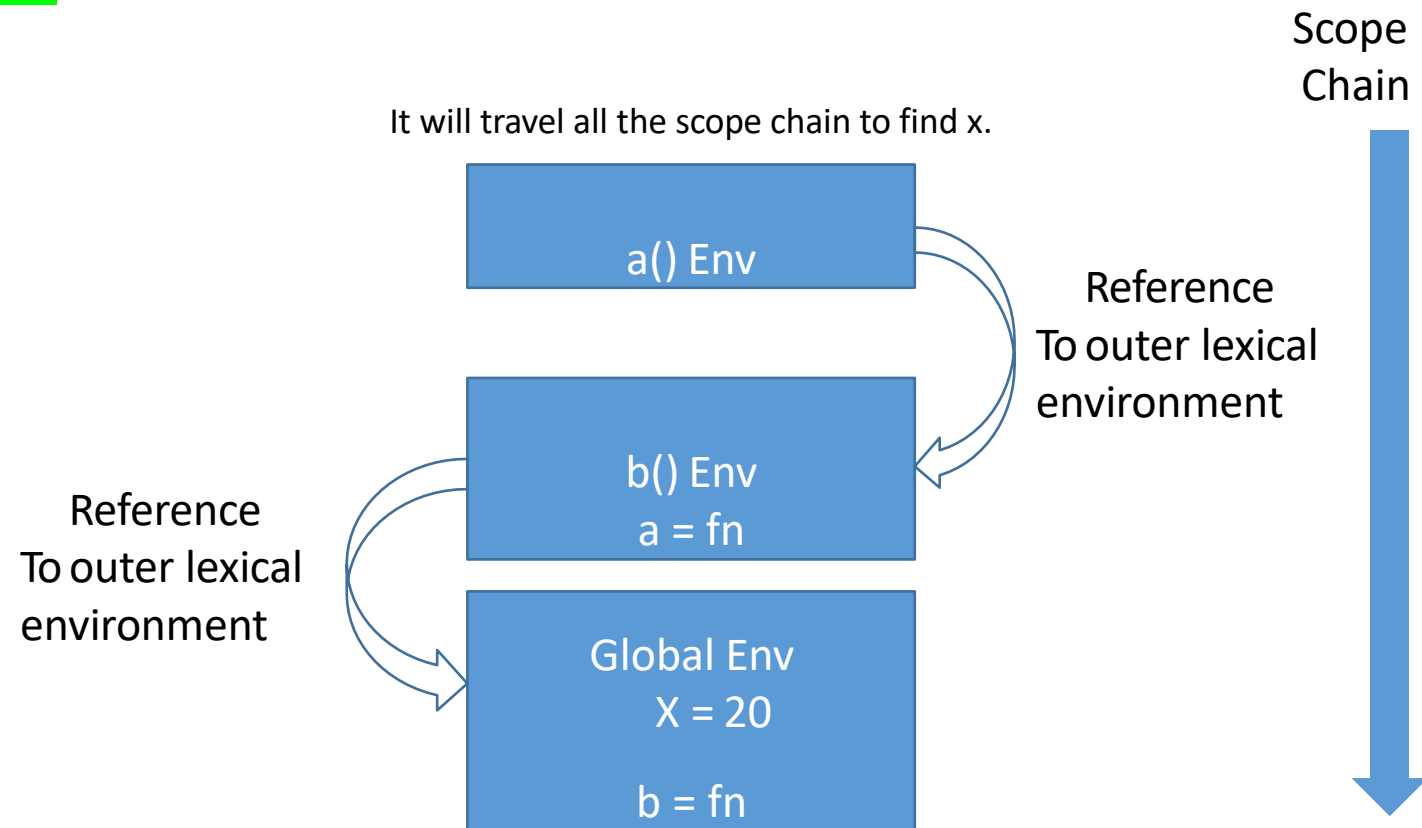 Scope
Chain
It will travel all the scope chain to find x.
a() Env
Reference
To outer lexical
environment
b() Env
a = fn
Reference
To outer lexical
environment
Global Env
X = 20
b = fn